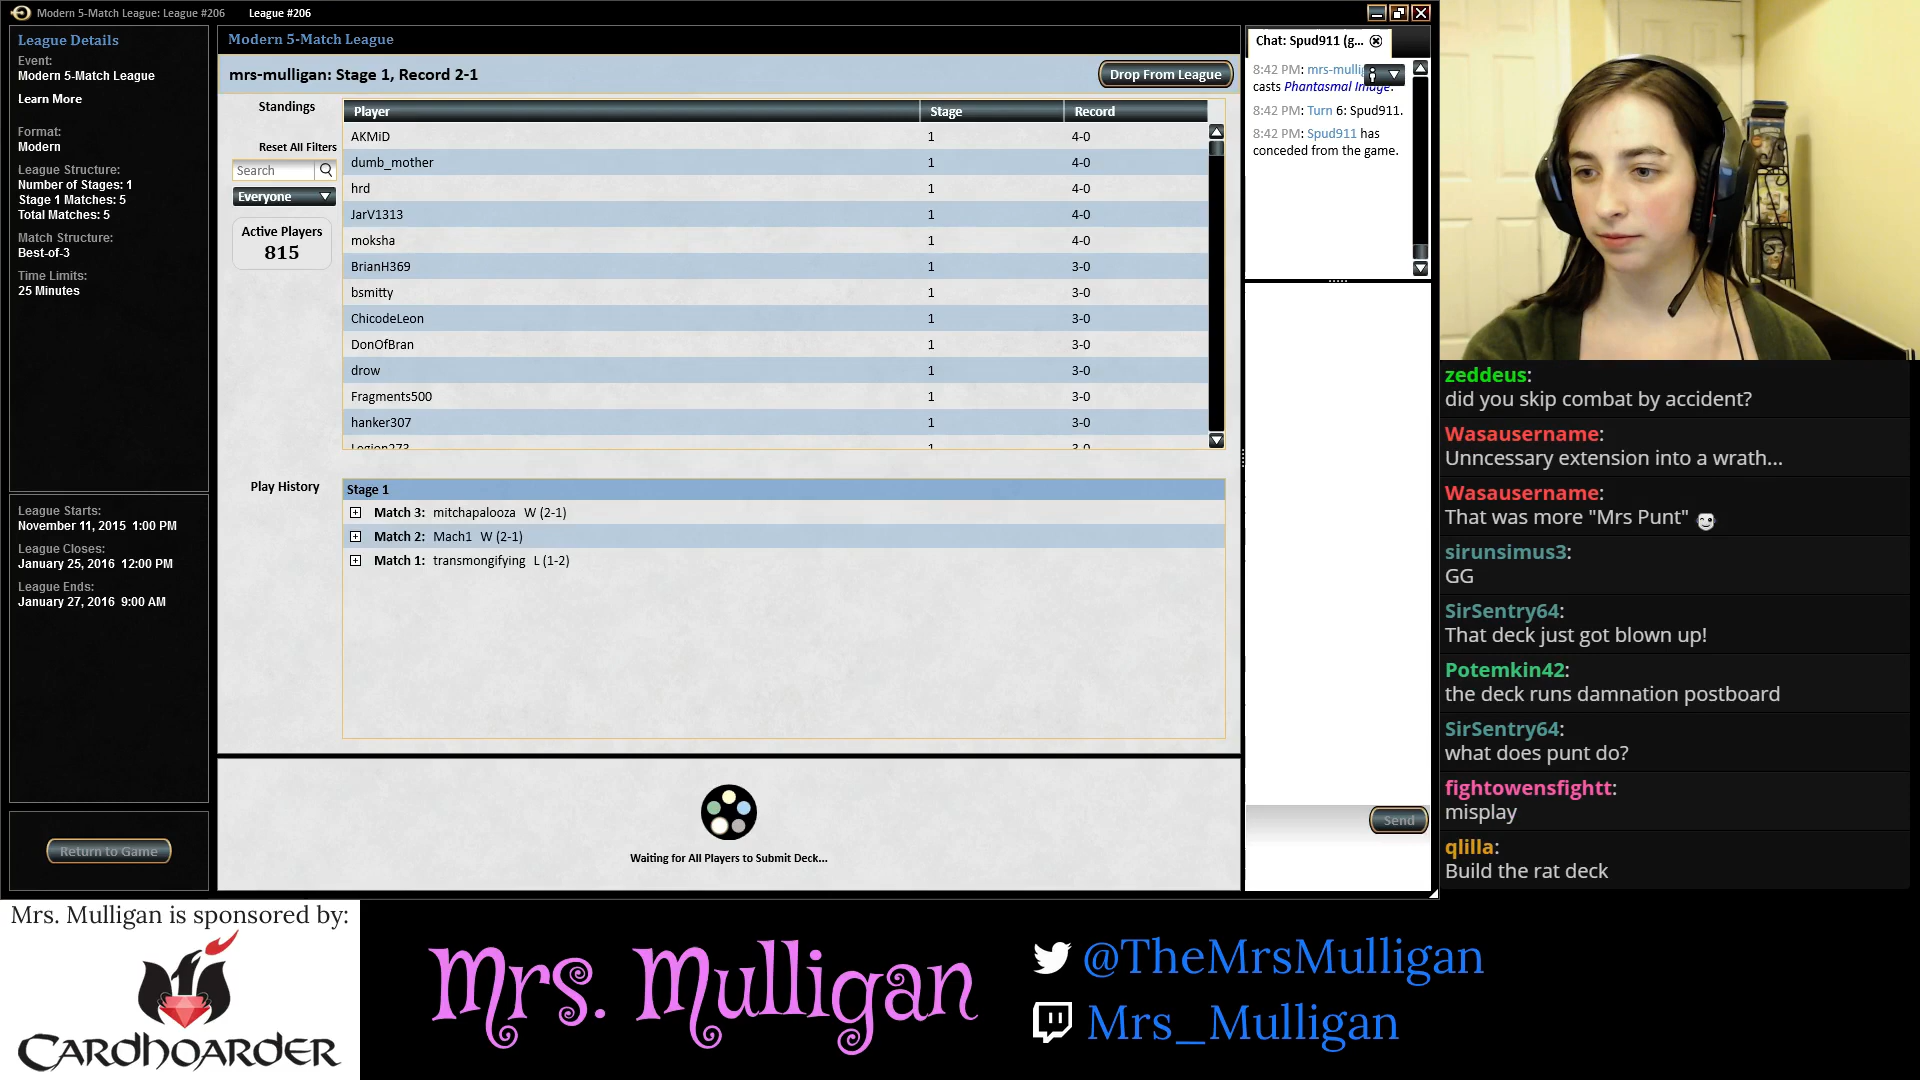 Modern 5-Match League: League #206
League #206
League Details
Event:
Modern 5-Match League
Learn More
Format:
Modern
League Structure:
Number of Stages: 1
Stage 1 Matches: 5
Total Matches: 5
Match Structure:
Best-of-3
Time Limits:
25 Minutes
League Starts:
November 11, 2015 1:00 PM
League Closes:
January 25, 2016 12:00 PM
League Ends:
January 27, 2016 9:00 AM
Return to Game
Modern 5-Match League
mrs-mulligan: Stage 1, Record 2-1
Drop From League
Standings
Reset All Filters
Search
Everyone
Active Players
815
Player Stage Record
AKMiD 1 4-0
dumb_mother 1 4-0
hrd 1 4-0
JarV1313 1 4-0
moksha 1 4-0
BrianH369 1 3-0
bsmitty 1 3-0
ChicodeLeon 1 3-0
DonOfBran 1 3-0
drow 1 3-0
Fragments500 1 3-0
hanker307 1 3-0
Legion273 1 3-0
Play History
Stage 1
Match 3: mitchapalooza W (2-1)
Match 2: Mach1 W (2-1)
Match 1: transmongifying L (1-2)
Waiting for All Players to Submit Deck...
Chat: Spud911 (g...
8:42 PM: mrs-mullig
casts Phantasmal Image.
8:42 PM: Turn 6: Spud911.
8:42 PM: Spud911 has
conceded from the game.
Send
zeddeus:
did you skip combat by accident?
Wasausername:
Unncessary extension into a wrath...
Wasausername:
That was more "Mrs Punt"
sirunsimus3:
GG
SirSentry64:
That deck just got blown up!
Potemkin42:
the deck runs damnation postboard
SirSentry64:
what does punt do?
fightowensfightt:
misplay
qlilla:
Build the rat deck
Mrs. Mulligan is sponsored by:
CARDHOARDER
Mrs. Mulligan
@TheMrsMulligan
Mrs_Mulligan